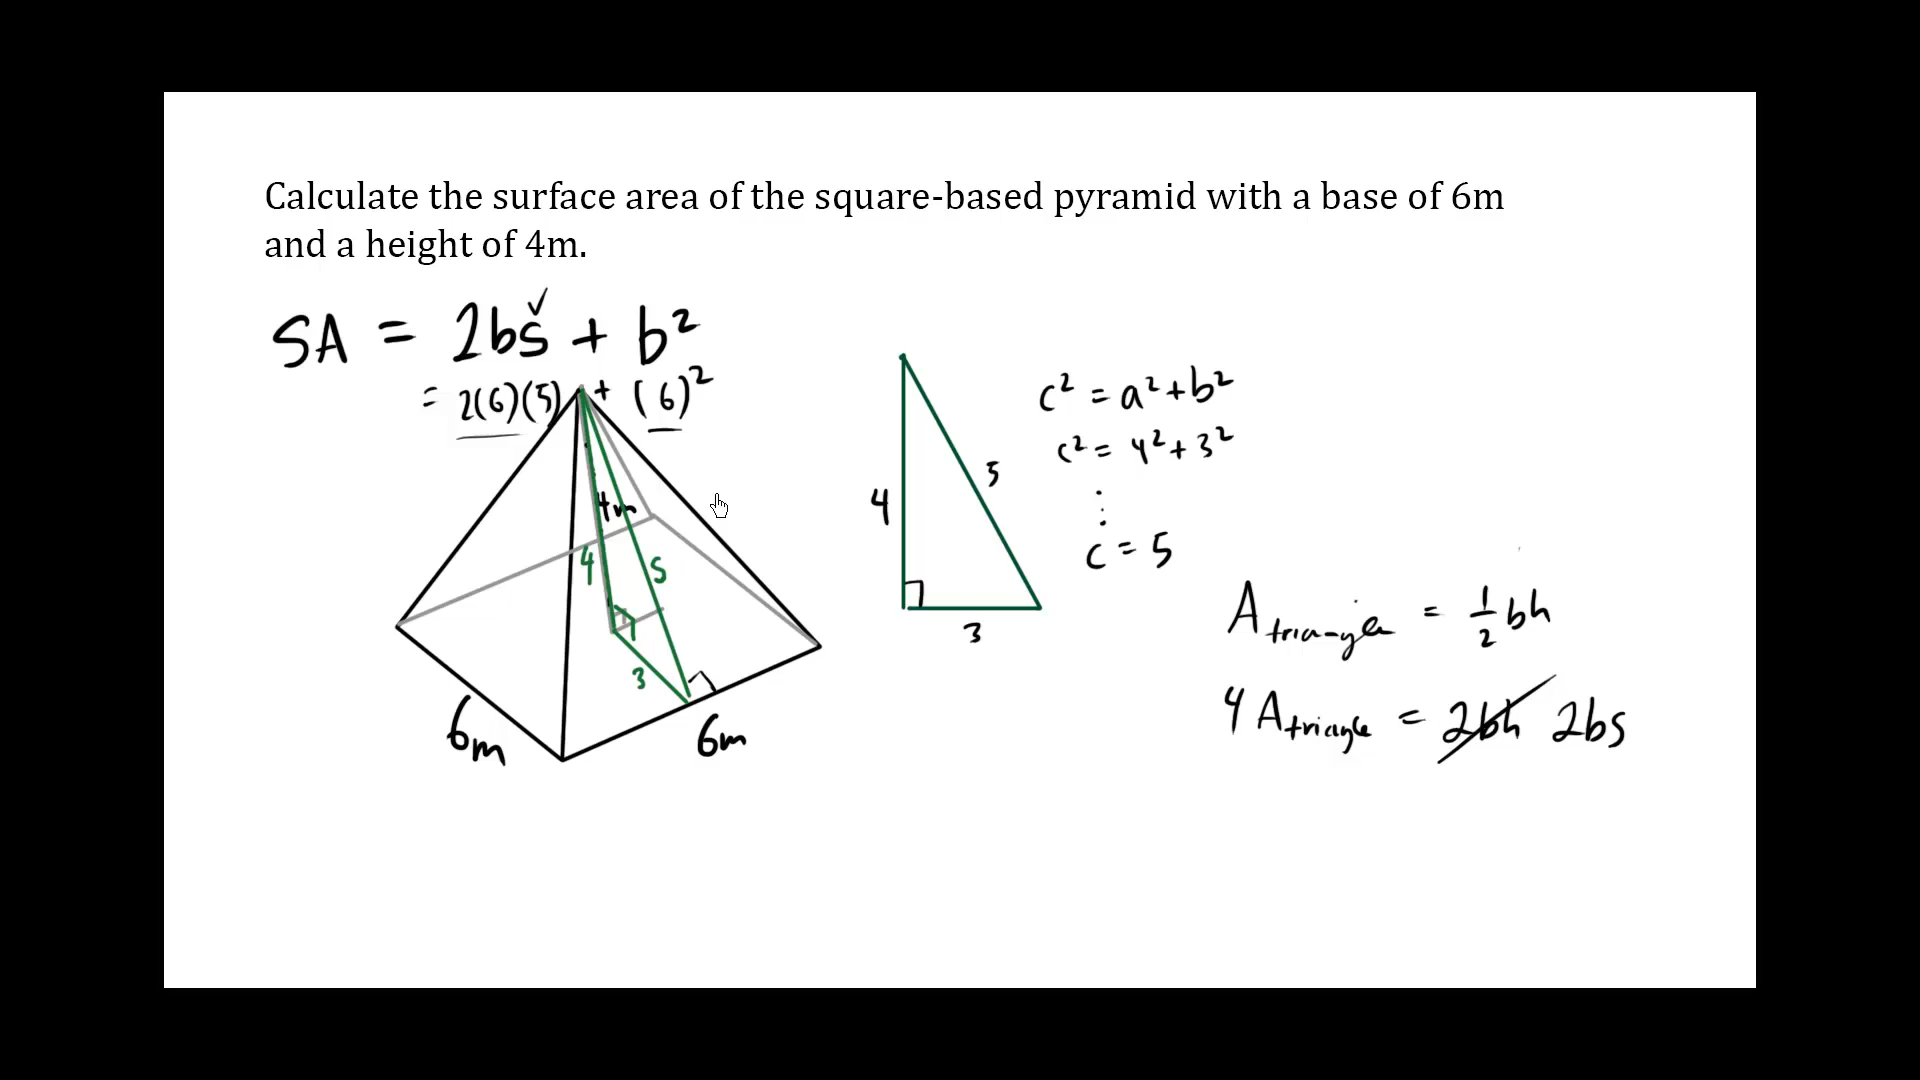 Calculate the surface area of the square-based pyramid with a base of 6m
and a height of 4m.
SA = 2bs + b²
= 2(6)(5) + (6)²
4m
4
s
3
6m
6m
4
5
3
c² = a² + b²
c² = 4² + 3²
⋮
c = 5
A triangle = 1/2 bh
4 A triangle = 2bh 2bs